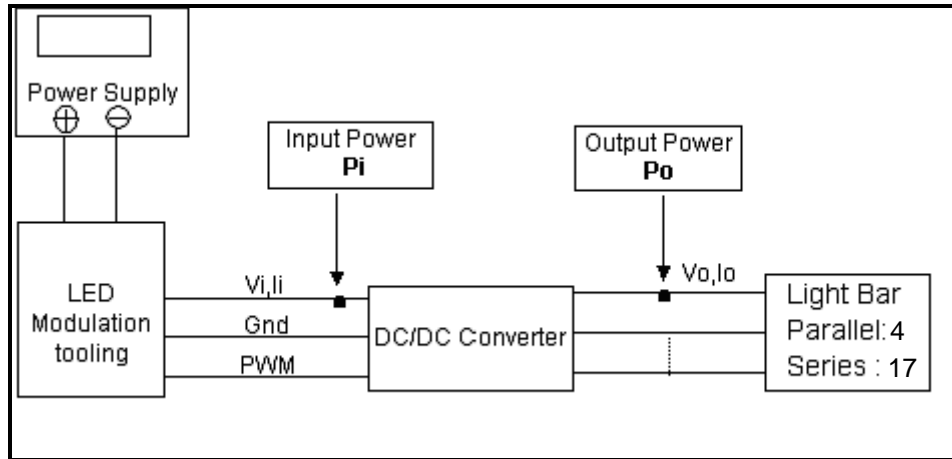 Power Supply
Input Power
Pi
Output Power
Po
LED
Modulation
tooling
Vi,Ii
Gnd
PWM
DC/DC Converter
Vo,Io
Light Bar
Parallel: 4
Series : 17